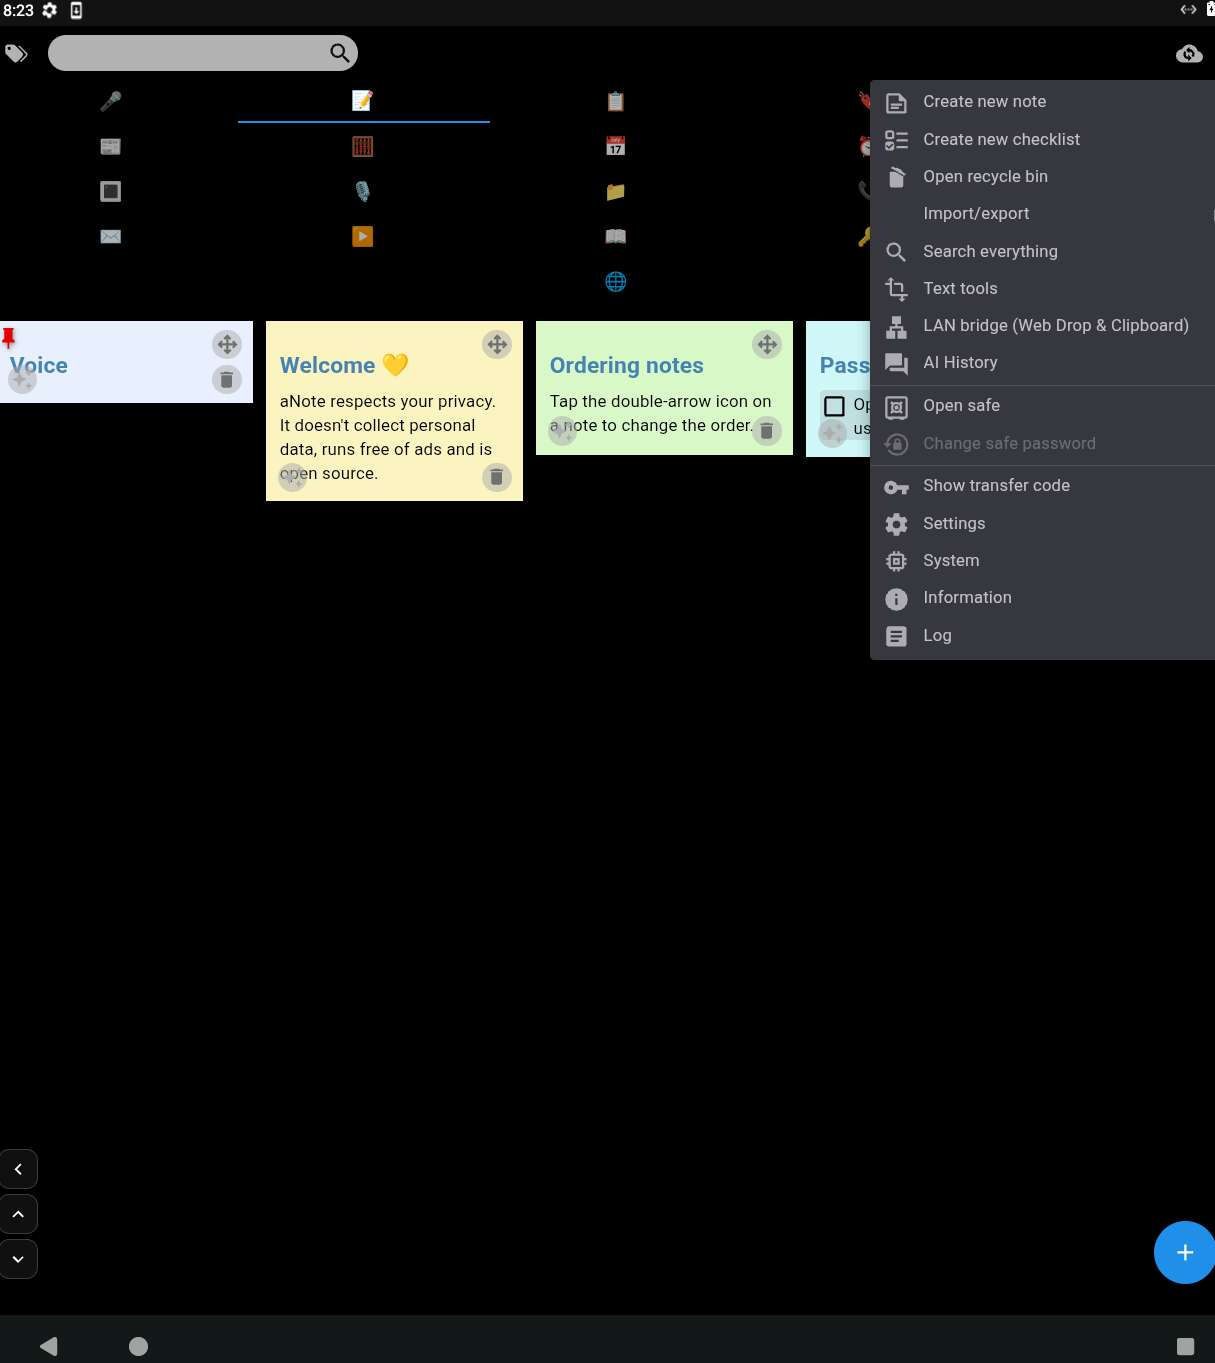 8:23
17
Create new note
Create new checklist
Open recycle bin
Import/export
Search everything
Text tools
LAN bridge (Web Drop & Clipboard)
AI History
Open safe
Change safe password
Show transfer code
Settings
System
Information
Log
Voice
Welcome 💛
aNote respects your privacy.
It doesn't collect personal
data, runs free of ads and is
open source.
Ordering notes
Tap the double-arrow icon on
a note to change the order.
Pass
Op
us